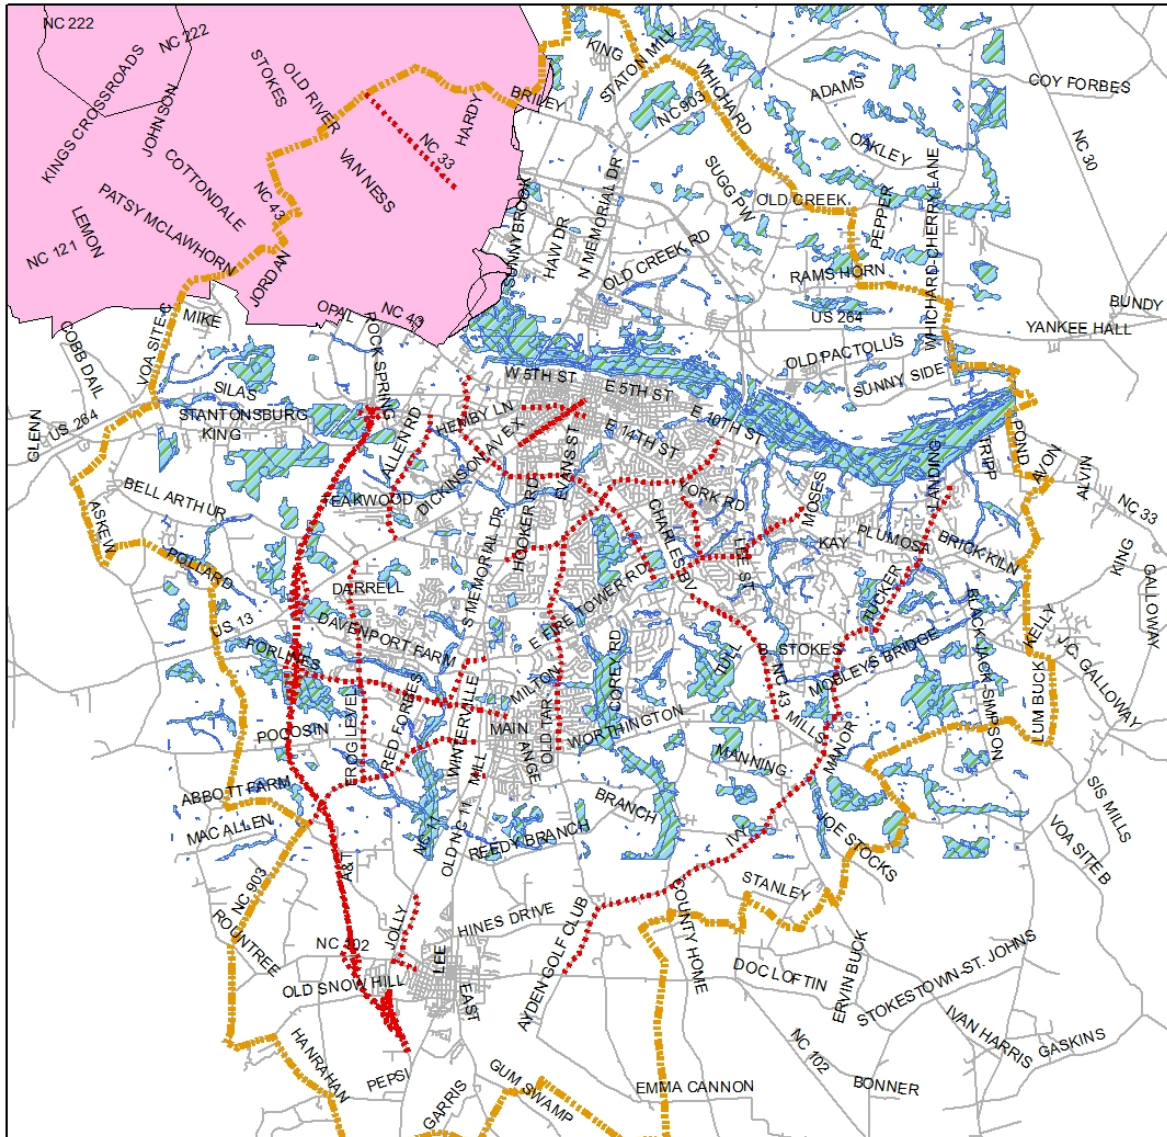 NC 222
NC 222
KINGS CROSSROADS
JOHNSON
STOKES
OLD RIVER
HARDY
NC 33
VAN NESS
COTTONDALE
PATSY MCLAWHORN
LEMON
NC 121
NC 43
JORDAN
KING
STATON MILL
WHICHARD
BRILEY
NC 903
ADAMS
COY FORBES
OAKLEY
NC 30
SUGG PW
OLD CREEK
PEPPER
WHICHARD-CHERRY LANE
SUNNYBROOK
HAW DR
N MEMORIAL DR
OLD CREEK RD
RAMS HORN
US 264
BUNDY
YANKEE HALL
OLD PACTOLUS
SUNNY SIDE
VOA SITE C
MIKE
OPAL
NC 43
ROCK SPRING
COBB DAIL
SILAS
STANTONSBURG
KING
GLENN
US 264
W 5TH ST
E 5TH ST
E 10TH ST
HEMBY LN
ALLEN RD
DICKINSON AV EX
EVANS ST
E 14TH ST
TEAKWOOD
BELL ARTHUR
ASKEW
POLLARD
HOOKER RD
S MEMORIAL DR
CHARLES BV
YORK RD
LEE ST
MOSES
KAY
PLUMOSA
BRICK KILN
LANDING
TRIPP
POND
AVON
ALVIN
NC 33
KING
GALLOWAY
TUCKER
DARRELL
US 13
DAVENPORT FARM
FORLINES
E FIRE TOWER RD
COREY RD
TULL
B STOKES
MOBLEYS BRIDGE
BLACK JACK-SIMPSON
KELLY
J.C. GALLOWAY
LUM BUCK
MILTON
WINTERVILLE
MAIN
ANGE
OLD TAR
WORTHINGTON
NC 43
MILLS
MANNING
MANOR
POCOSIN
FROG LEVEL
RED FORBES
MILL
ABBOTT FARM
MAC ALLEN
NC 11
OLD NC 11
REEDY BRANCH
BRANCH
IVY
JOE STOCKS
SIS MILLS
VOA SITE B
NC 903
A&T
ROUNTREE
NC 102
JOLLY
LEE
HINES DRIVE
STANLEY
COUNTY HOME
AYDEN GOLF CLUB
OLD SNOW HILL
EAST
DOC LOFTIN
ERVIN BUCK
STOKESTOWN-ST. JOHNS
IVAN HARRIS
GASKINS
HANRAHAN
PEPSI
GARRIS
GUM SWAMP
EMMA CANNON
NC 102
BONNER